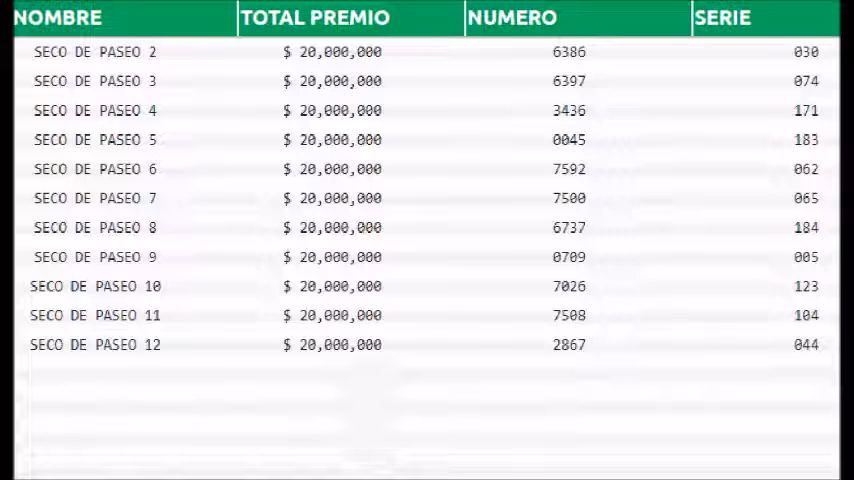 NOMBRE TOTAL PREMIO NUMERO SERIE
SECO DE PASEO 2 $ 20,000,000 6386 030
SECO DE PASEO 3 $ 20,000,000 6397 074
SECO DE PASEO 4 $ 20,000,000 3436 171
SECO DE PASEO 5 $ 20,000,000 0045 183
SECO DE PASEO 6 $ 20,000,000 7592 062
SECO DE PASEO 7 $ 20,000,000 7500 065
SECO DE PASEO 8 $ 20,000,000 6737 184
SECO DE PASEO 9 $ 20,000,000 0709 005
SECO DE PASEO 10 $ 20,000,000 7026 123
SECO DE PASEO 11 $ 20,000,000 7508 104
SECO DE PASEO 12 $ 20,000,000 2867 044